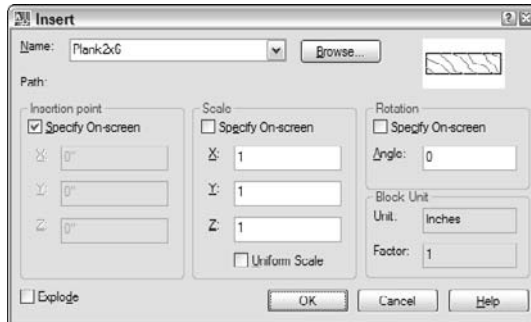 Insert
Name: Plank2x6 Browse...
Path:
Insertion point Scale Rotation
Specify On-screen Specify On-screen Specify On-screen
X: 0" X: 1 Angle: 0
Y: 0" Y: 1 Block Unit
Z: 0" Z: 1 Unit: Inches
Uniform Scale Factor: 1
Explode OK Cancel Help